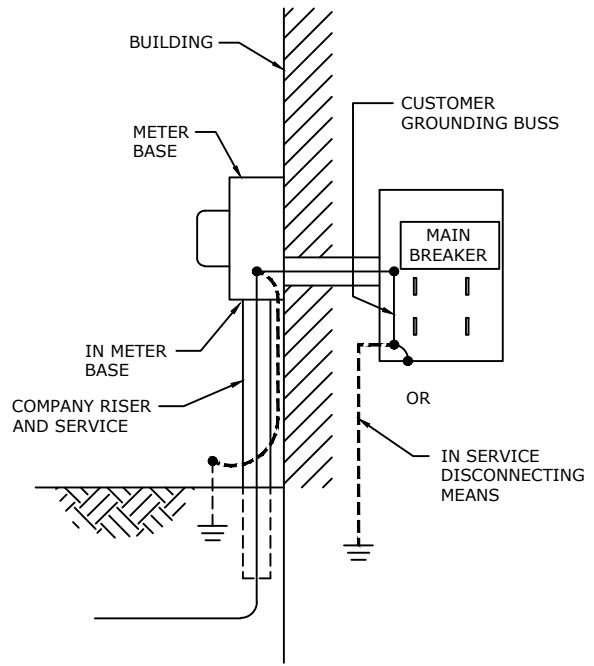 BUILDING
CUSTOMER
GROUNDING BUSS
METER
BASE
MAIN
BREAKER
IN METER
BASE
COMPANY RISER
AND SERVICE
OR
IN SERVICE
DISCONNECTING
MEANS